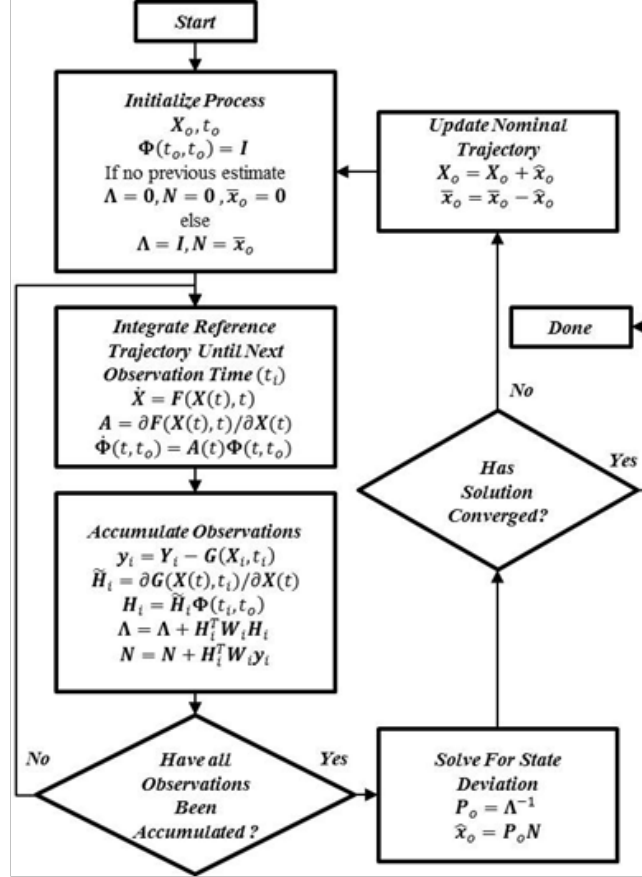 Start
Initialize Process
X_o, t_o
Φ(t_o, t_o) = I
If no previous estimate
Λ = 0, N = 0 , x̅_o = 0
else
Λ = I, N = x̅_o
Integrate Reference
Trajectory Until Next
Observation Time (t_i)
Ẋ = F(X(t), t)
A = ∂F(X(t), t)/∂X(t)
Φ̇(t, t_o) = A(t)Φ(t, t_o)
Accumulate Observations
y_i = Y_i − G(X_i, t_i)
H̃_i = ∂G(X(t), t_i)/∂X(t)
H_i = H̃_iΦ(t_i, t_o)
Λ = Λ + H_i^T W_i H_i
N = N + H_i^T W_i y_i
No
Have all
Observations
Been
Accumulated ?
Yes
Solve For State
Deviation
P_o = Λ^−1
x̂_o = P_o N
Has
Solution
Converged?
Yes
No
Done
Update Nominal
Trajectory
X_o = X_o + x̂_o
x̅_o = x̅_o − x̂_o